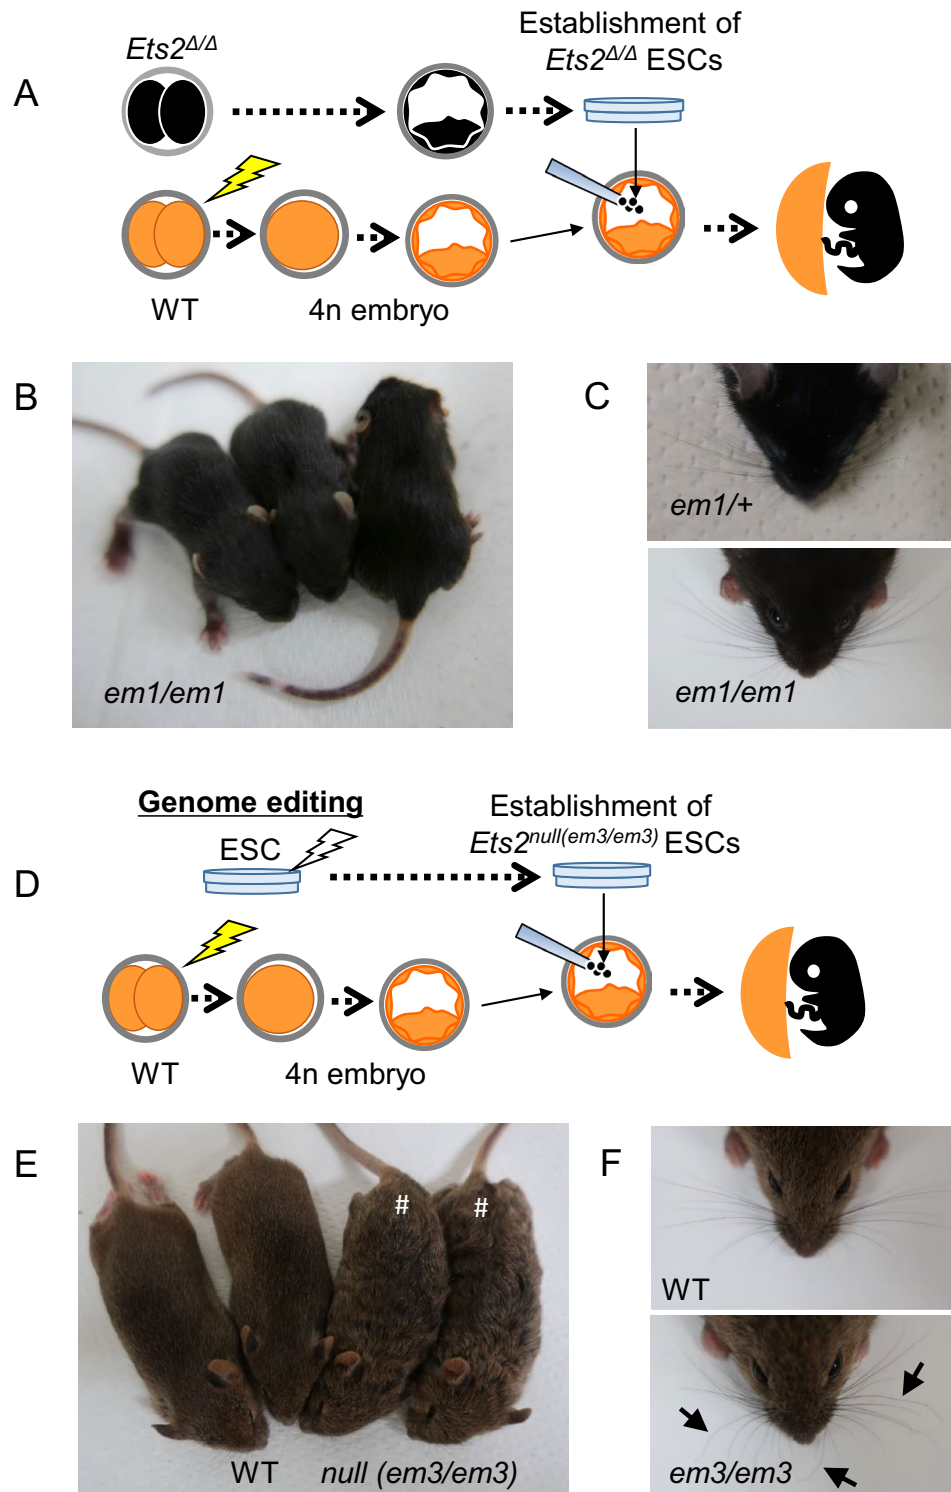 A
Ets2Δ/Δ
Establishment of
Ets2Δ/Δ ESCs
WT
4n embryo
B
em1/em1
C
em1/+
em1/em1
D
Genome editing
ESC
Establishment of
Ets2null(em3/em3) ESCs
WT
4n embryo
E
#
#
WT
null (em3/em3)
F
WT
em3/em3